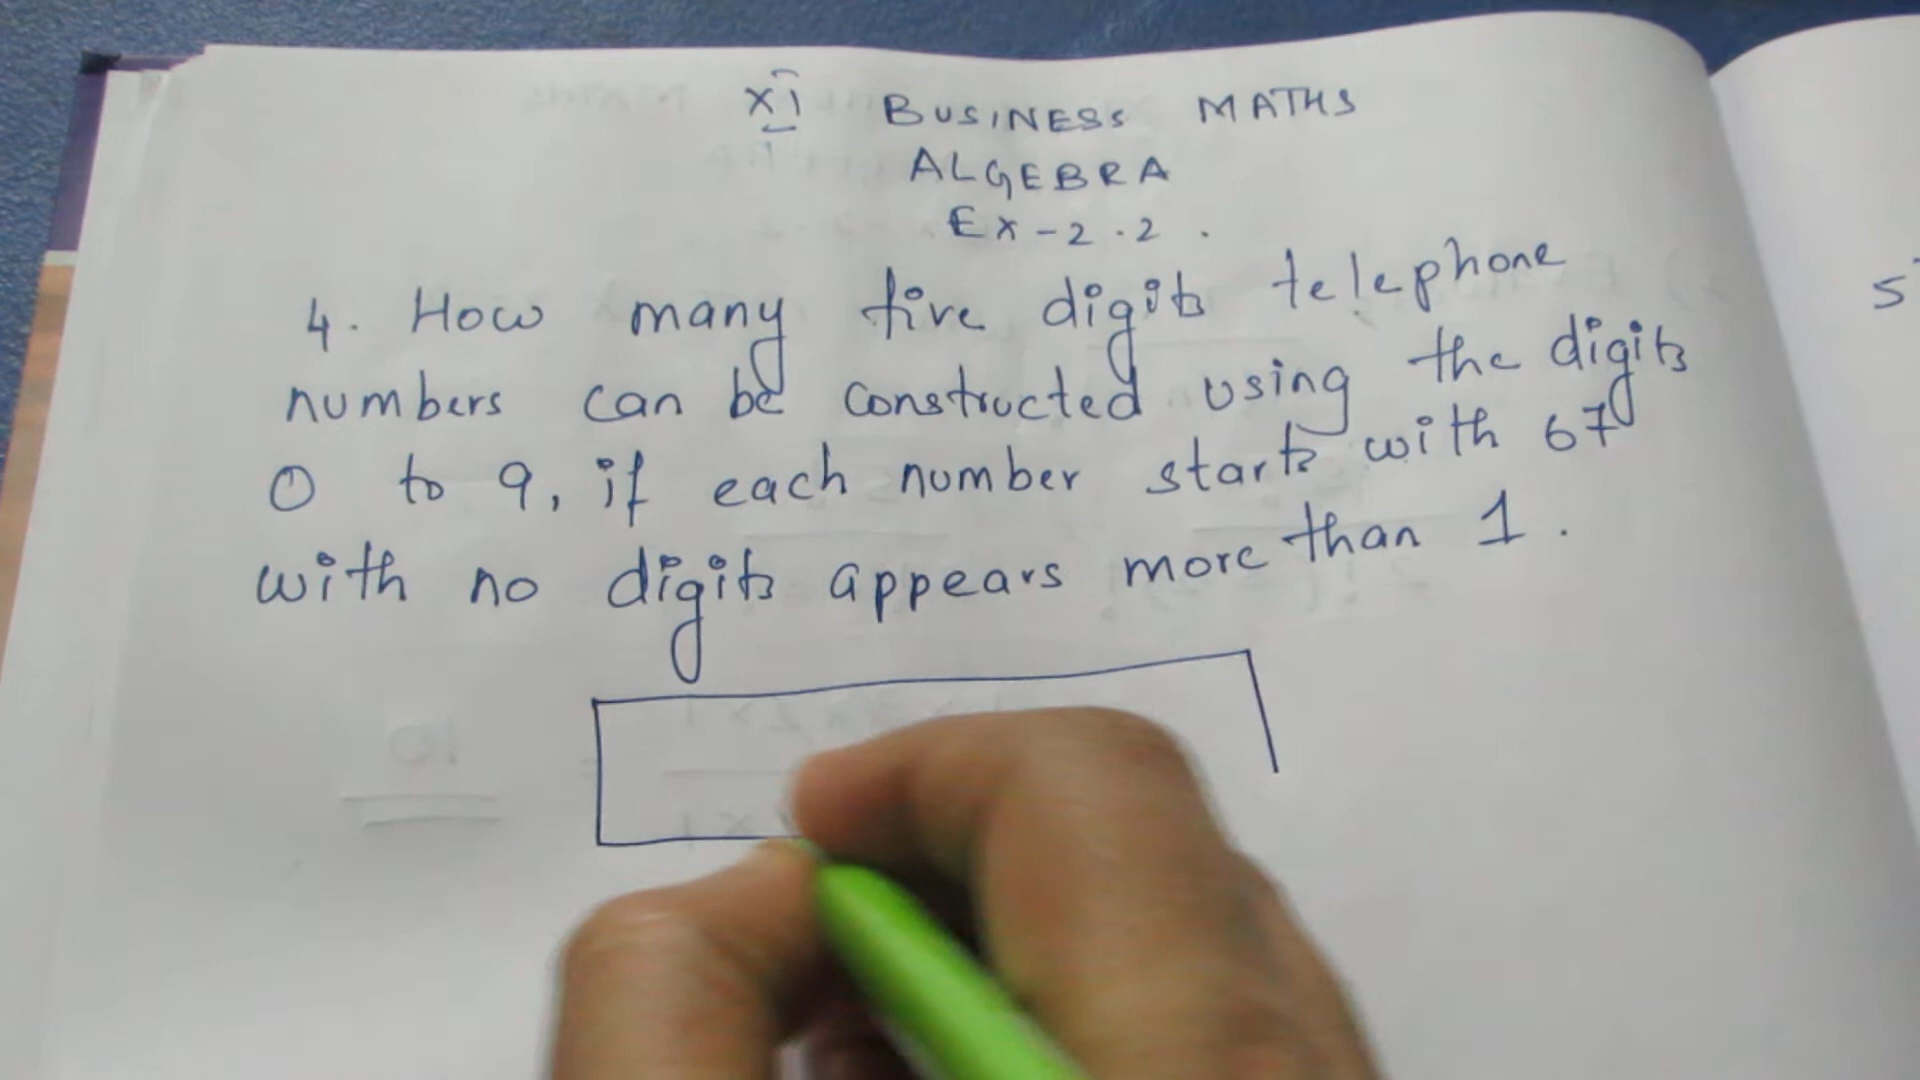 XI BUSINESS MATHS
ALGEBRA
Ex-2.2.
4. How many five digits telephone
numbers can be constructed using the digits
0 to 9, if each number starts with 67
with no digits appears more than 1.